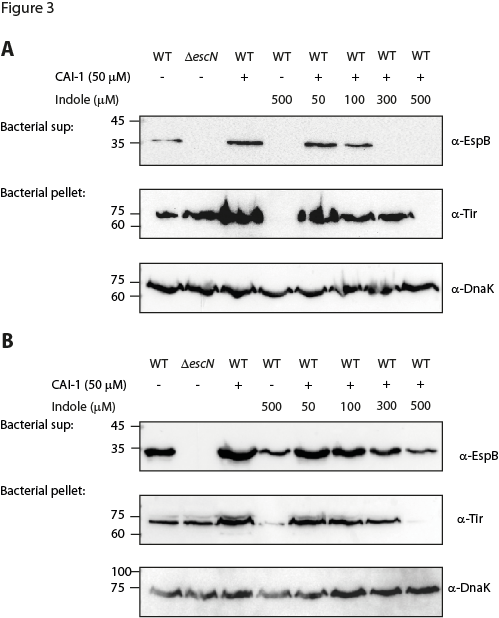 Figure 3
A
WT ΔescN WT WT WT WT WT WT
CAI-1 (50 μM) - - + - + + + +
Indole (μM) 500 50 100 300 500
Bacterial sup:
45
35
α-EspB
Bacterial pellet:
75
60
α-Tir
75
60
α-DnaK
B
WT ΔescN WT WT WT WT WT WT
CAI-1 (50 μM) - - + - + + + +
Indole (μM) 500 50 100 300 500
Bacterial sup:
45
35
α-EspB
Bacterial pellet:
75
60
α-Tir
100
75
α-DnaK